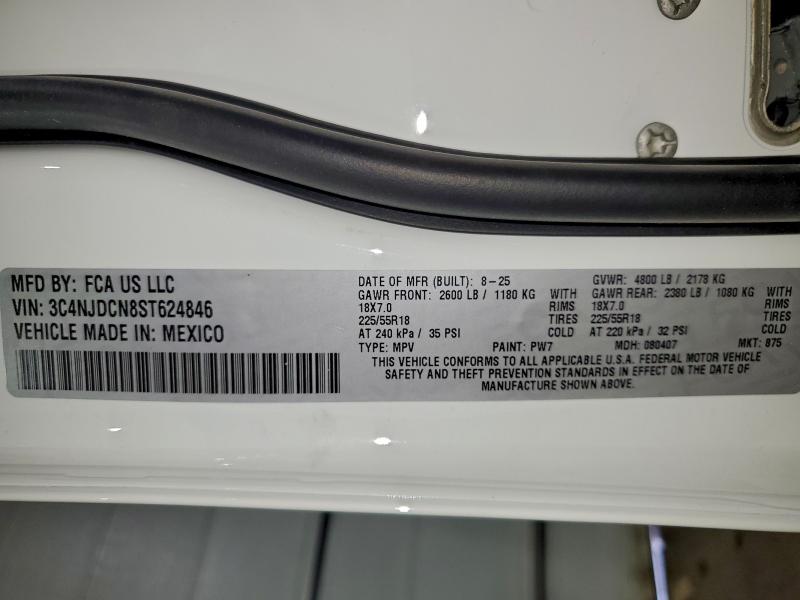 MFD BY: FCA US LLC
VIN: 3C4NJDCN8ST624846
VEHICLE MADE IN: MEXICO
DATE OF MFR (BUILT): 8-25 GVWR: 4800 LB / 2178 KG
GAWR FRONT: 2600 LB / 1180 KG WITH GAWR REAR: 2380 LB / 1080 KG WITH
18X7.0 RIMS 18X7.0 RIMS
225/55R18 TIRES 225/55R18 TIRES
AT 240 kPa / 35 PSI COLD AT 220 kPa / 32 PSI COLD
TYPE: MPV PAINT: PW7 MDH: 080407 MKT: 875
THIS VEHICLE CONFORMS TO ALL APPLICABLE U.S.A. FEDERAL MOTOR VEHICLE
SAFETY AND THEFT PREVENTION STANDARDS IN EFFECT ON THE DATE OF
MANUFACTURE SHOWN ABOVE.